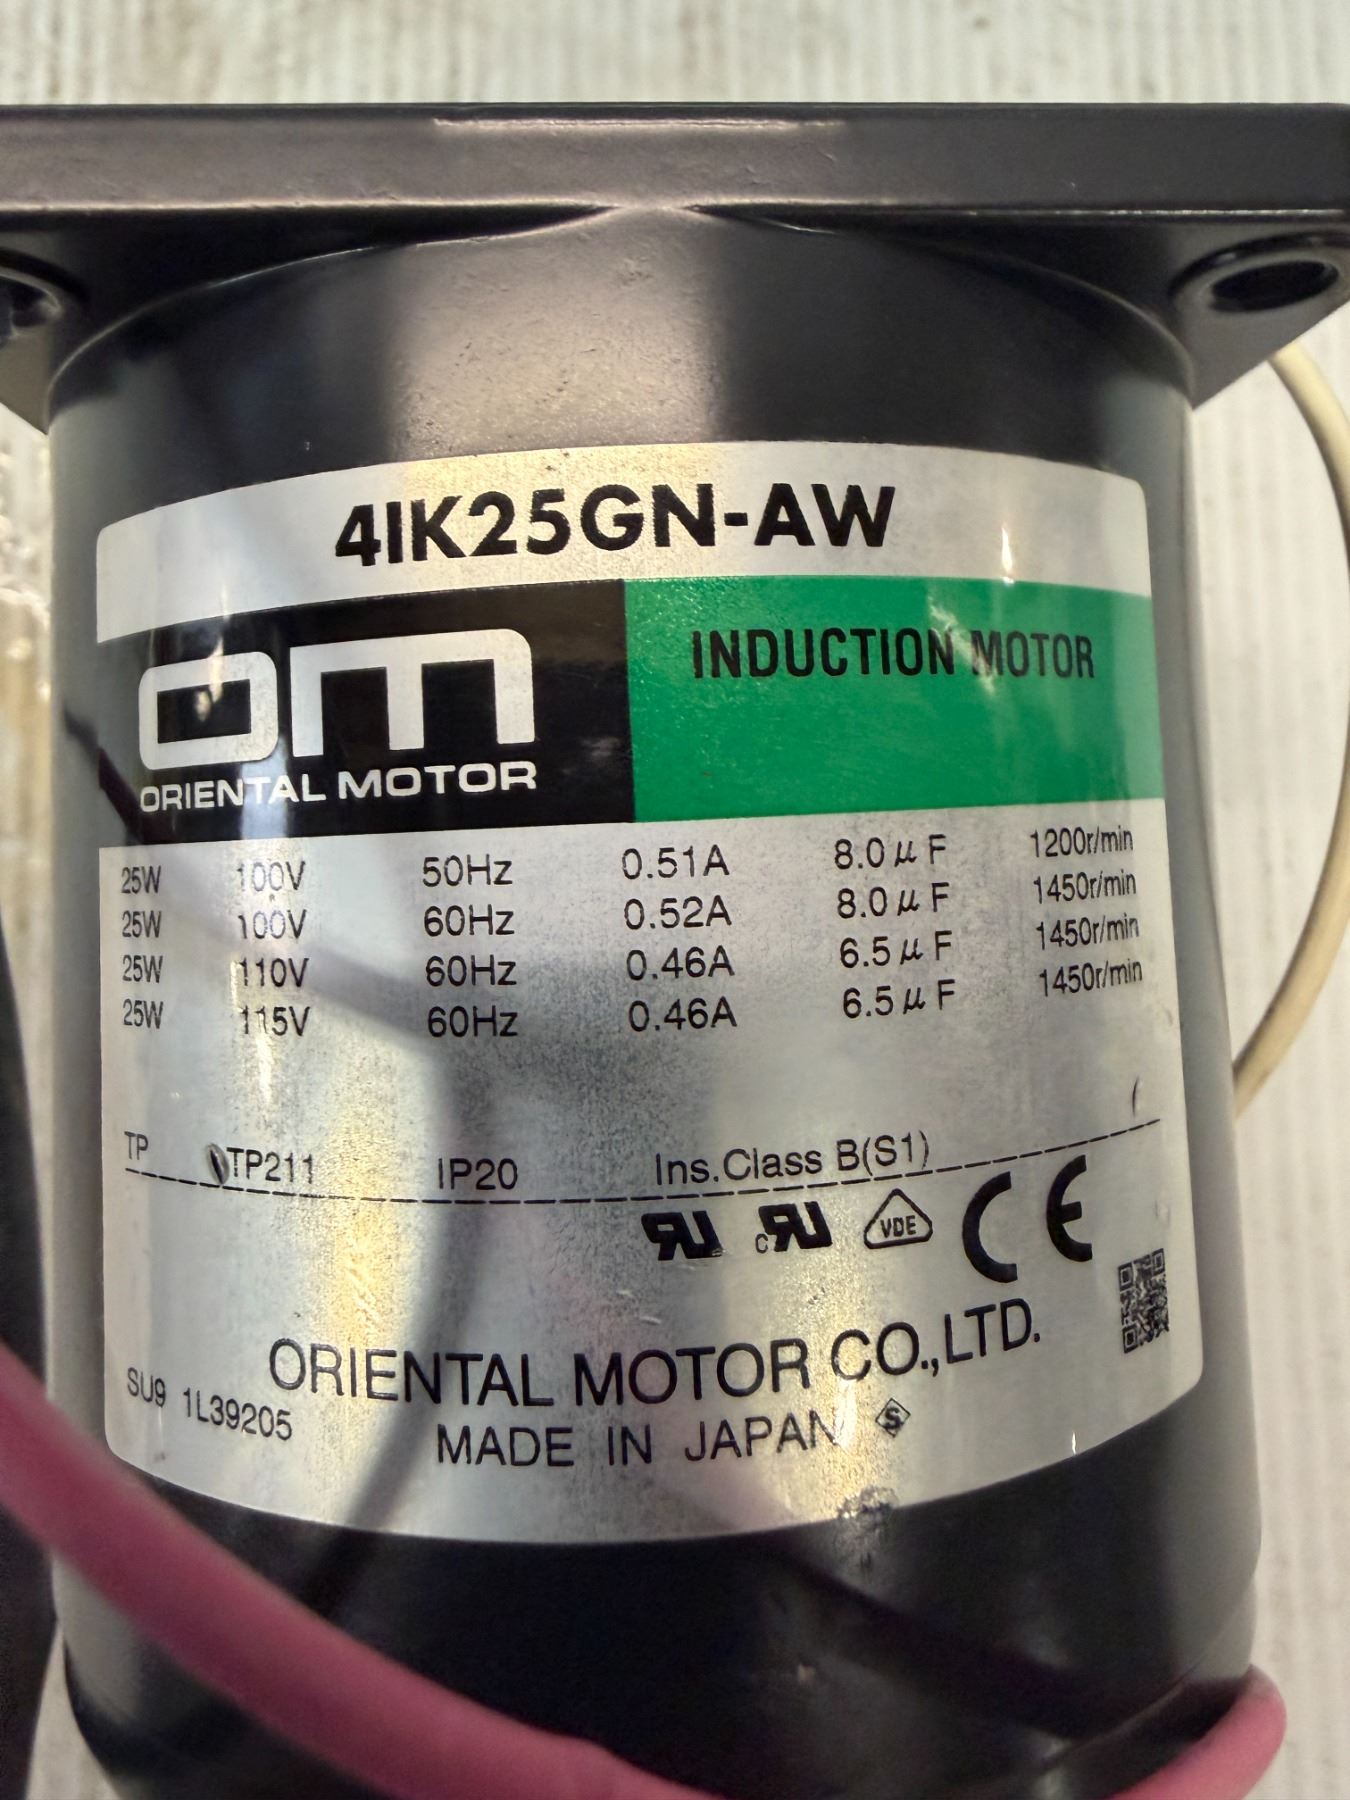 4IK25GN-AW
om
ORIENTAL MOTOR
INDUCTION MOTOR
25W 100V 50Hz 0.51A 8.0μF 1200r/min
25W 100V 60Hz 0.52A 8.0μF 1450r/min
25W 110V 60Hz 0.46A 6.5μF 1450r/min
25W 115V 60Hz 0.46A 6.5μF 1450r/min
TP TP211 IP20 Ins.Class B(S1)
RU c RU VDE CE
ORIENTAL MOTOR CO.,LTD.
SU9 1L39205
MADE IN JAPAN S